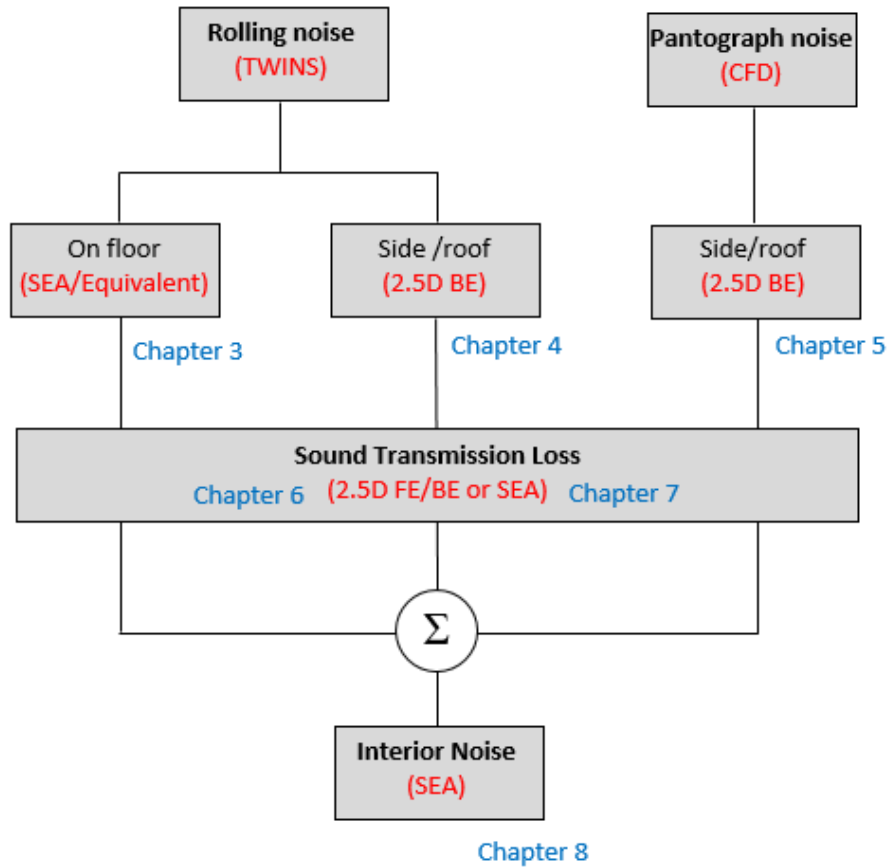 Rolling noise
(TWINS)
Pantograph noise
(CFD)
On floor
(SEA/Equivalent)
Side /roof
(2.5D BE)
Side/roof
(2.5D BE)
Chapter 3
Chapter 4
Chapter 5
Sound Transmission Loss
Chapter 6 (2.5D FE/BE or SEA) Chapter 7
Σ
Interior Noise
(SEA)
Chapter 8